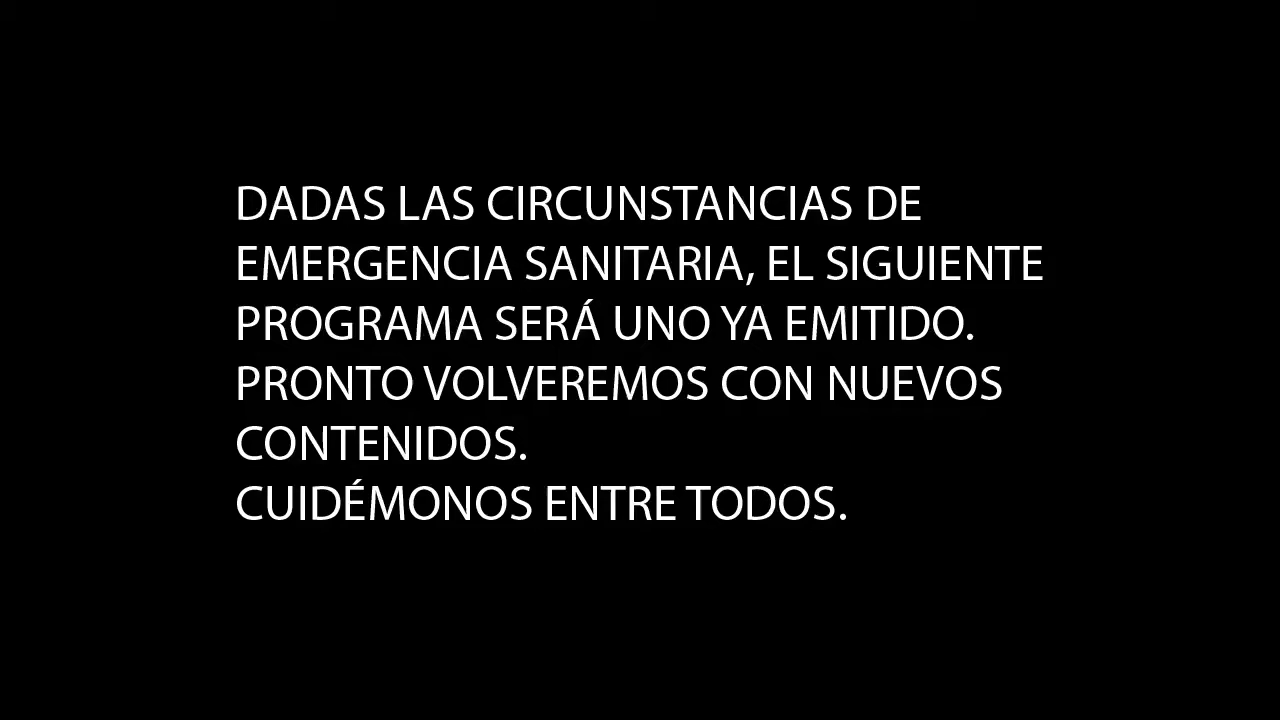 DADAS LAS CIRCUNSTANCIAS DE
EMERGENCIA SANITARIA, EL SIGUIENTE
PROGRAMA SERÁ UNO YA EMITIDO.
PRONTO VOLVEREMOS CON NUEVOS
CONTENIDOS.
CUIDÉMONOS ENTRE TODOS.